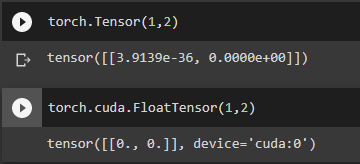 torch.Tensor(1,2)
tensor([[3.9139e-36, 0.0000e+00]])
torch.cuda.FloatTensor(1,2)
tensor([[0., 0.]], device='cuda:0')